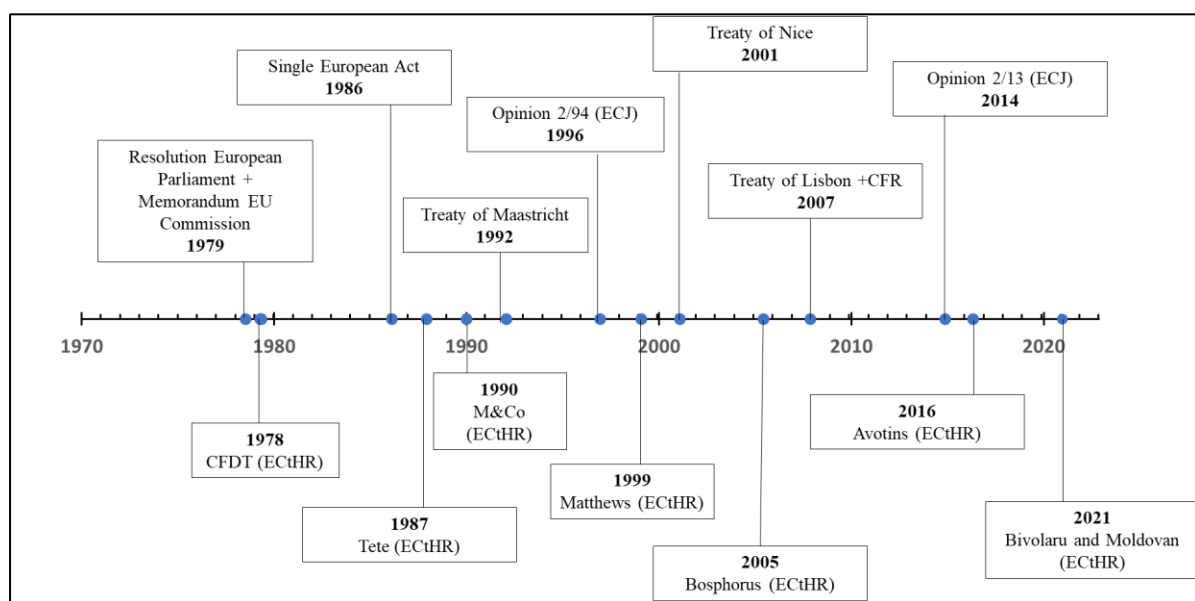 Treaty of Nice
2001
Single European Act
1986
Opinion 2/13 (ECJ)
2014
Opinion 2/94 (ECJ)
1996
Resolution European
Parliament +
Memorandum EU
Commission
1979
Treaty of Lisbon +CFR
2007
Treaty of Maastricht
1992
1970 1980 1990 2000 2010 2020
1990
M&Co
(ECtHR)
2016
Avotins (ECtHR)
1978
CFDT (ECtHR)
1999
Matthews (ECtHR)
1987
Tete (ECtHR)
2021
Bivolaru and Moldovan
(ECtHR)
2005
Bosphorus (ECtHR)